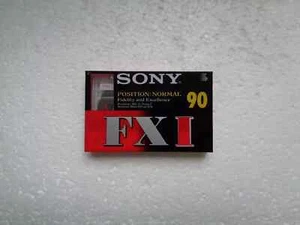 SONY
POSITION·NORMAL
Fidelity and Excellence
90
FX I